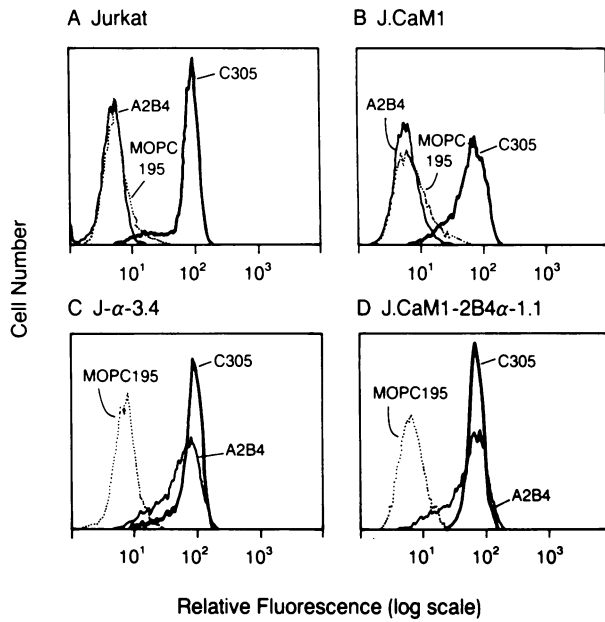 A Jurkat
C305
A2B4
MOPC
195
10¹ 10² 10³
B J.CaM1
A2B4
MOPC
195
C305
10¹ 10² 10³
Cell Number
C J-α-3.4
MOPC195
C305
A2B4
10¹ 10² 10³
D J.CaM1-2B4α-1.1
C305
MOPC195
A2B4
10¹ 10² 10³
Relative Fluorescence (log scale)